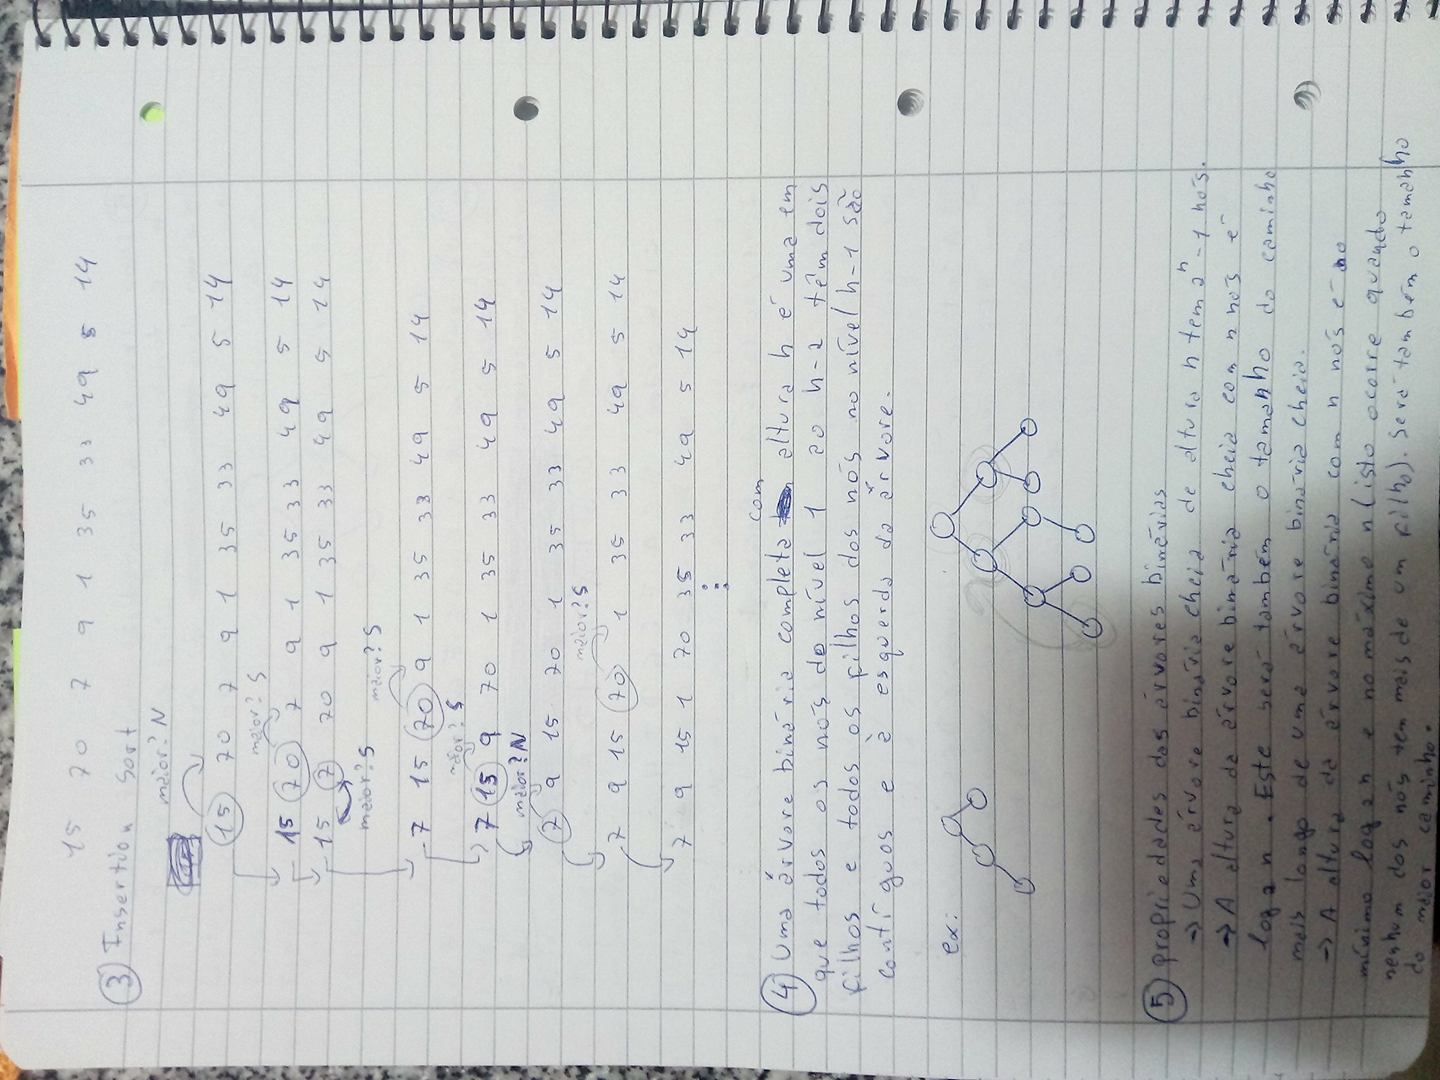 15 70 7 9 1 35 33 49 5 14
3 Insertion Sort
maior? N
15 70 7 9 1 35 33 49 5 14
maior? S
15 70 7 9 1 35 33 49 5 14
15 7 70 9 1 35 33 49 5 14
maior? S
maior? S
7 15 70 9 1 35 33 49 5 14
maior? S
7 15 9 70 1 35 33 49 5 14
maior? N
7 9 15 70 1 35 33 49 5 14
maior? S
7 9 15 70 1 35 33 49 5 14
7 9 15 1 70 35 33 49 5 14
⋮
4 Uma árvore binária completa com altura h é uma em
que todos os nós do nível 1 ao h-2 têm dois
filhos e todos os filhos dos nós no nível h-1 são
contíguos e à esquerda da árvore.
ex:
5 propriedades das árvores binárias
→ Uma árvore binária cheia de altura h tem 2^h - 1 nós.
→ A altura da árvore binária cheia com n nós é
log2n. Este será também o tamanho do caminho
mais longo de uma árvore binária cheia.
→ A altura da árvore binária com n nós é no
mínimo log2n e no máximo n (isto ocorre quando
nenhum dos nós tem mais de um filho). Será também o tamanho
do maior caminho.